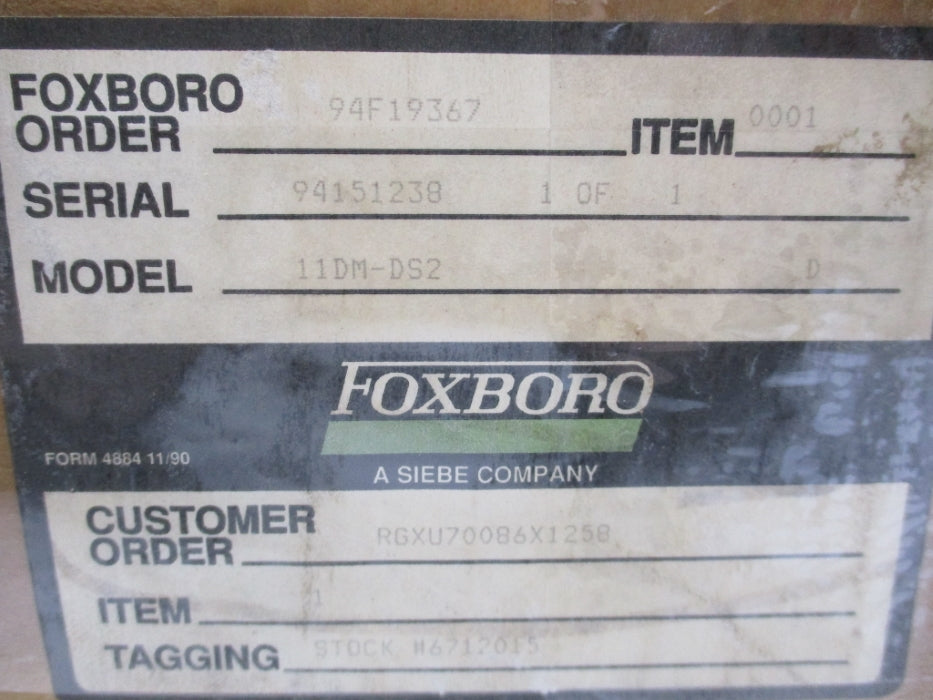 FOXBORO ORDER 94F19367 ITEM 0001
SERIAL 94151238 1 OF 1
MODEL 11DM-DS2 D
FOXBORO
FORM 4884 11/90
A SIEBE COMPANY
CUSTOMER ORDER RGXU70086X1258
ITEM 1
TAGGING STOCK #6712015